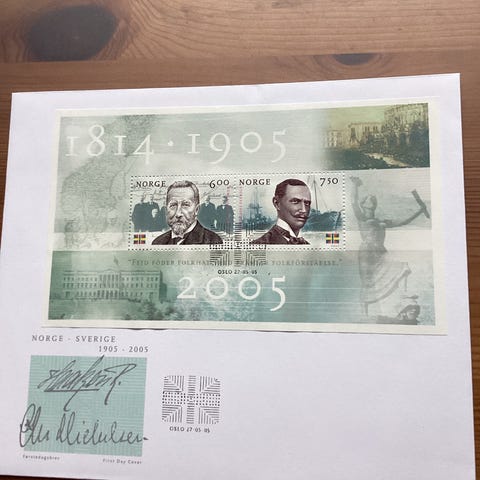 1814 · 1905
NORGE 6.00
NORGE 7.50
OSLO 27·05·05
2005
NORGE · SVERIGE
1905 · 2005
Førstedagsbrev First Day Cover
OSLO 27·05·05